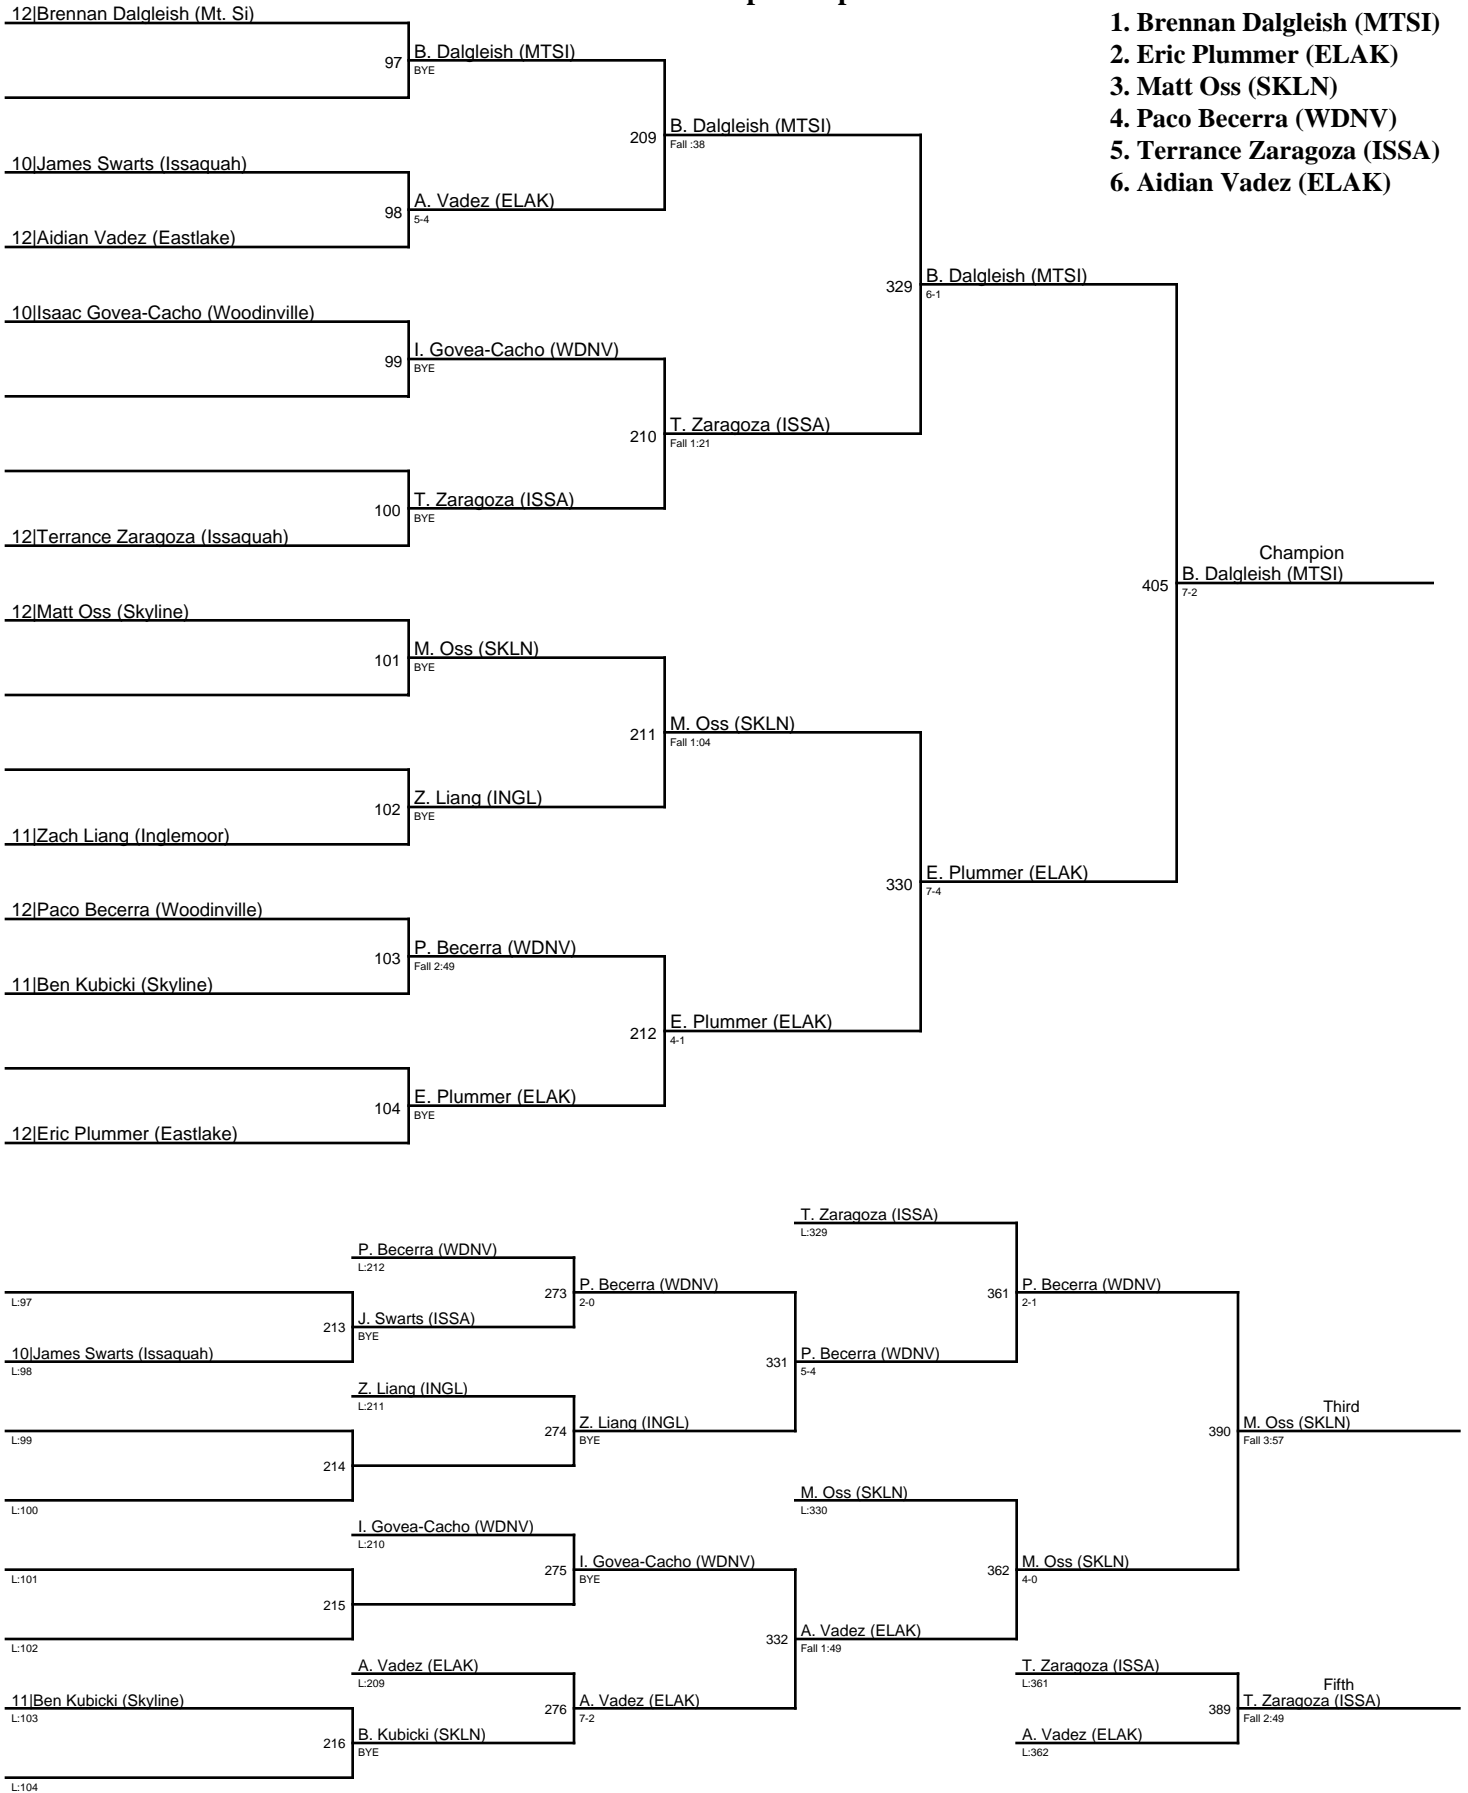 1. Brennan Dalgleish (MTSI)
2. Eric Plummer (ELAK)
3. Matt Oss (SKLN)
4. Paco Becerra (WDNV)
5. Terrance Zaragoza (ISSA)
6. Aidian Vadez (ELAK)
12|Brennan Dalgleish (Mt. Si)
97
B. Dalgleish (MTSI)
BYE
209
B. Dalgleish (MTSI)
Fall :38
10|James Swarts (Issaquah)
98
A. Vadez (ELAK)
5-4
12|Aidian Vadez (Eastlake)
329
B. Dalgleish (MTSI)
6-1
10|Isaac Govea-Cacho (Woodinville)
99
I. Govea-Cacho (WDNV)
BYE
210
T. Zaragoza (ISSA)
Fall 1:21
100
T. Zaragoza (ISSA)
BYE
12|Terrance Zaragoza (Issaquah)
Champion
405
B. Dalgleish (MTSI)
7-2
12|Matt Oss (Skyline)
101
M. Oss (SKLN)
BYE
211
M. Oss (SKLN)
Fall 1:04
102
Z. Liang (INGL)
BYE
11|Zach Liang (Inglemoor)
330
E. Plummer (ELAK)
7-4
12|Paco Becerra (Woodinville)
103
P. Becerra (WDNV)
Fall 2:49
11|Ben Kubicki (Skyline)
212
E. Plummer (ELAK)
4-1
104
E. Plummer (ELAK)
BYE
12|Eric Plummer (Eastlake)
T. Zaragoza (ISSA)
L:329
P. Becerra (WDNV)
L:212
273
P. Becerra (WDNV)
2-0
361
P. Becerra (WDNV)
2-1
L:97
213
J. Swarts (ISSA)
BYE
10|James Swarts (Issaquah)
L:98
331
P. Becerra (WDNV)
5-4
Z. Liang (INGL)
L:211
274
Z. Liang (INGL)
BYE
L:99
214
L:100
Third
390
M. Oss (SKLN)
Fall 3:57
M. Oss (SKLN)
L:330
I. Govea-Cacho (WDNV)
L:210
275
I. Govea-Cacho (WDNV)
BYE
362
M. Oss (SKLN)
4-0
L:101
215
L:102
332
A. Vadez (ELAK)
Fall 1:49
A. Vadez (ELAK)
L:209
T. Zaragoza (ISSA)
L:361
11|Ben Kubicki (Skyline)
L:103
276
A. Vadez (ELAK)
7-2
Fifth
389
T. Zaragoza (ISSA)
Fall 2:49
216
B. Kubicki (SKLN)
BYE
A. Vadez (ELAK)
L:362
L:104